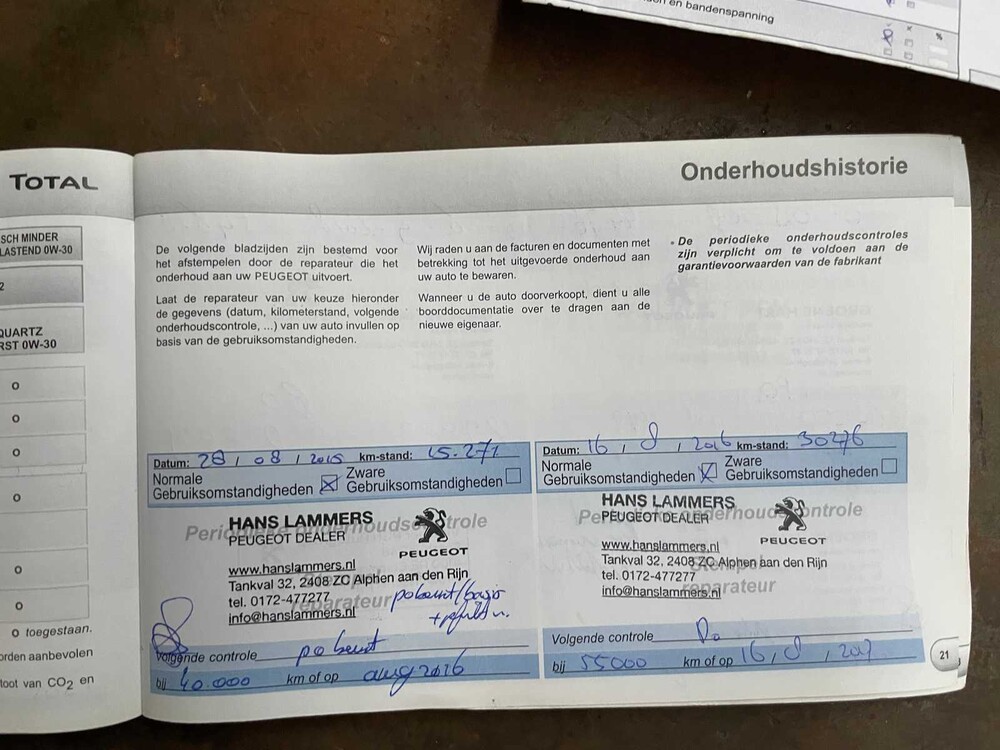 en bandenspanning
TOTAL
SCH MINDER
LASTEND 0W-30
2
QUARTZ
RST 0W-30
o
o
o
o
o
o
o toegestaan.
orden aanbevolen
toot van CO2 en
Onderhoudshistorie
De volgende bladzijden zijn bestemd voor
het afstempelen door de reparateur die het
onderhoud aan uw PEUGEOT uitvoert.
Laat de reparateur van uw keuze hieronder
de gegevens (datum, kilometerstand, volgende
onderhoudscontrole, ...) van uw auto invullen op
basis van de gebruiksomstandigheden.
Wij raden u aan de facturen en documenten met
betrekking tot het uitgevoerde onderhoud aan
uw auto te bewaren.
Wanneer u de auto doorverkoopt, dient u alle
boorddocumentatie over te dragen aan de
nieuwe eigenaar.
• De periodieke onderhoudscontroles
zijn verplicht om te voldoen aan de
garantievoorwaarden van de fabrikant
Datum: 28 / 08 / 2015 km-stand: 15.271
Normale
Gebruiksomstandigheden
Zware
Gebruiksomstandigheden
Periodieke onderhoudscontrole
HANS LAMMERS
PEUGEOT DEALER
PEUGEOT
www.hanslammers.nl
Tankval 32, 2408 ZC Alphen aan den Rijn
tel. 0172-477277
reparateur
info@hanslammers.nl
Volgende controle
bij 40.000 km of op aug 2016
Datum: 16 / 8 / 2016 km-stand: 30276
Normale
Gebruiksomstandigheden
Zware
Gebruiksomstandigheden
Periodieke onderhoudscontrole
HANS LAMMERS
PEUGEOT DEALER
PEUGEOT
www.hanslammers.nl
Tankval 32, 2408 ZC Alphen aan den Rijn
Stempel
tel. 0172-477277
reparateur
info@hanslammers.nl
Volgende controle
bij 55000 km of op 16 / 8 / 2017
21